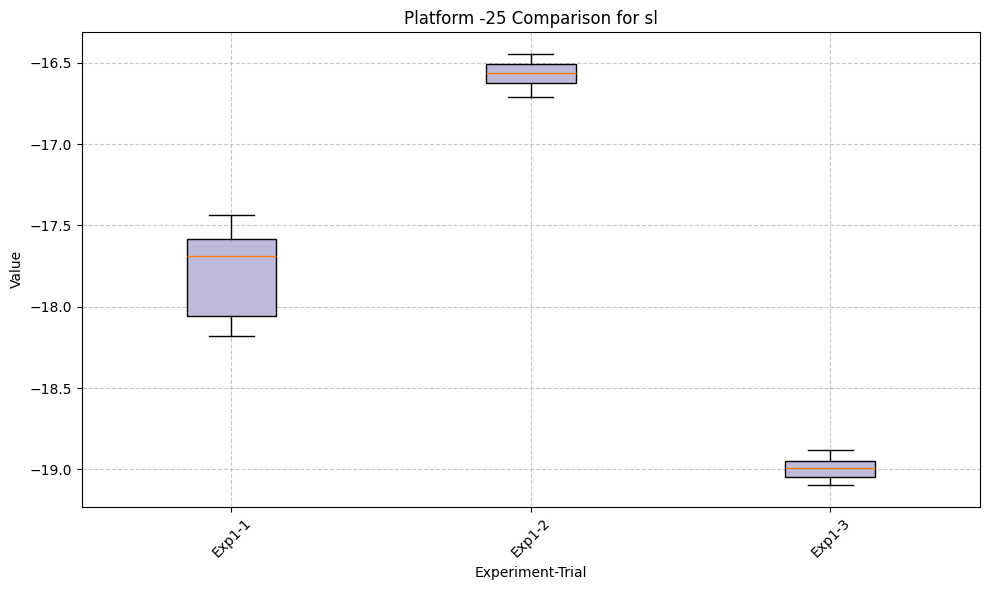 Platform -25 Comparison for sl
Value
−16.5
−17.0
−17.5
−18.0
−18.5
−19.0
Exp1-1
Exp1-2
Exp1-3
Experiment-Trial